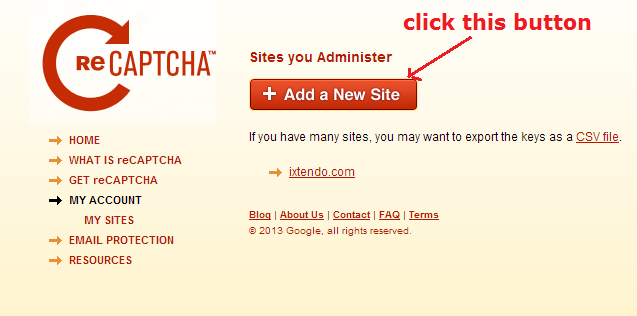 click this button
reCAPTCHA™
Sites you Administer
+ Add a New Site
If you have many sites, you may want to export the keys as a CSV file.
ixtendo.com
HOME
WHAT IS reCAPTCHA
GET reCAPTCHA
MY ACCOUNT
MY SITES
EMAIL PROTECTION
RESOURCES
Blog | About Us | Contact | FAQ | Terms
© 2013 Google, all rights reserved.